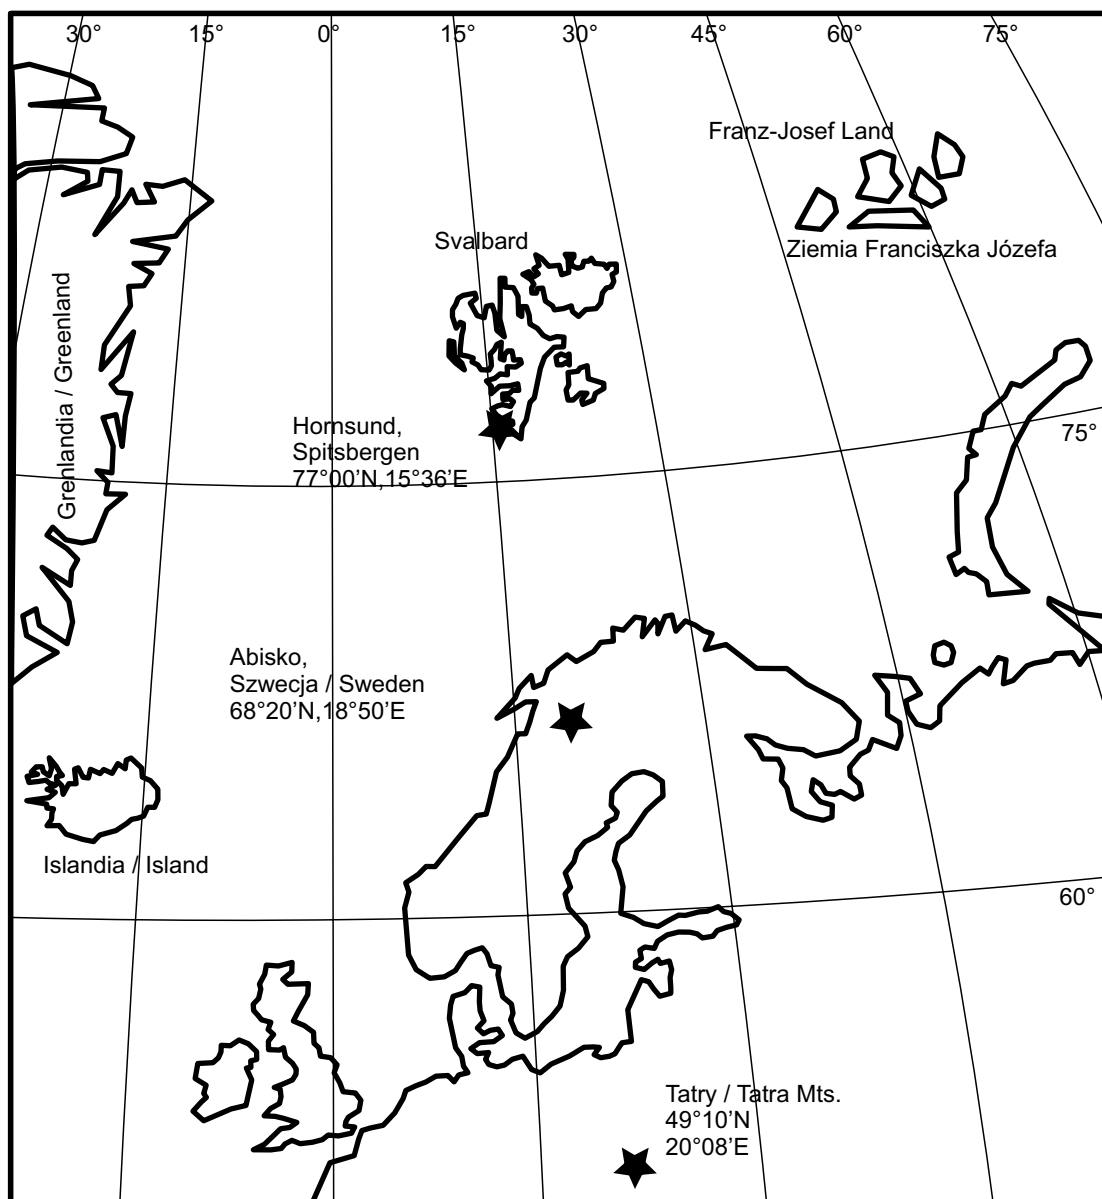 30° 15° 0° 15° 30° 45° 60° 75°
Franz-Josef Land
Svalbard
Ziemia Franciszka Józefa
Grenlandia / Greenland
Hornsund,
Spitsbergen
77°00'N,15°36'E
75°
Abisko,
Szwecja / Sweden
68°20'N,18°50'E
Islandia / Island
60°
Tatry / Tatra Mts.
49°10'N
20°08'E